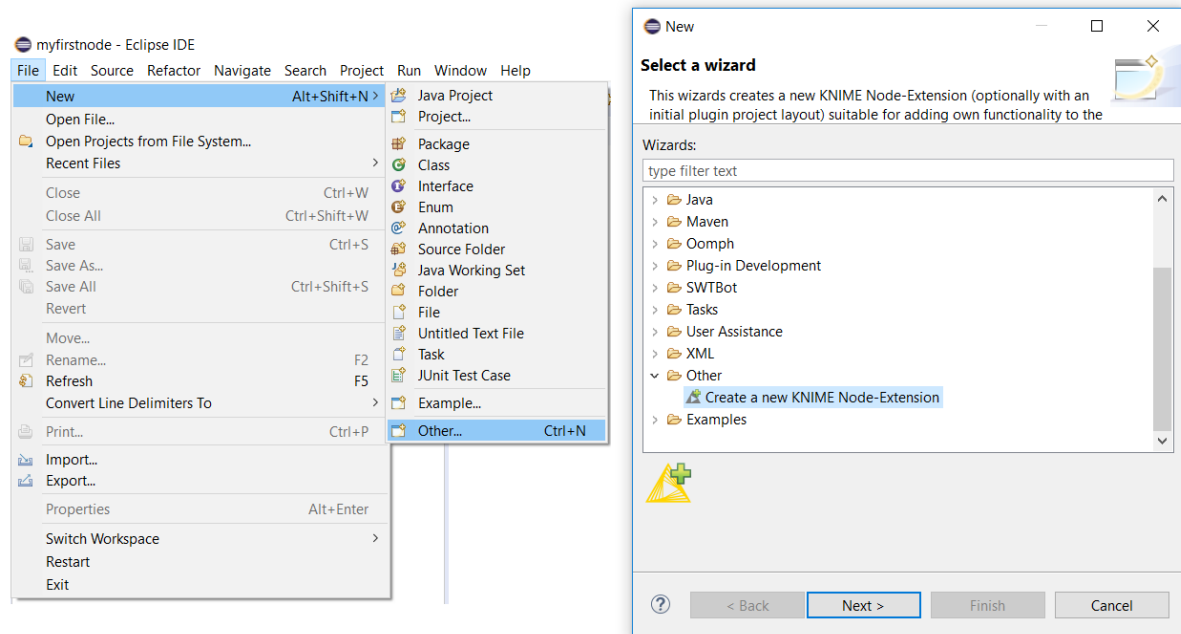 myfirstnode - Eclipse IDE
File Edit Source Refactor Navigate Search Project Run Window Help
New Alt+Shift+N >
Open File...
Open Projects from File System...
Recent Files >
Close Ctrl+W
Close All Ctrl+Shift+W
Save Ctrl+S
Save As...
Save All Ctrl+Shift+S
Revert
Move...
Rename... F2
Refresh F5
Convert Line Delimiters To >
Print... Ctrl+P
Import...
Export...
Properties Alt+Enter
Switch Workspace >
Restart
Exit
Java Project
Project...
Package
Class
Interface
Enum
Annotation
Source Folder
Java Working Set
Folder
File
Untitled Text File
Task
JUnit Test Case
Example...
Other... Ctrl+N
New
Select a wizard
This wizards creates a new KNIME Node-Extension (optionally with an
initial plugin project layout) suitable for adding own functionality to the
Wizards:
type filter text
> Java
> Maven
> Oomph
> Plug-in Development
> SWTBot
> Tasks
> User Assistance
> XML
Other
Create a new KNIME Node-Extension
> Examples
? < Back Next > Finish Cancel